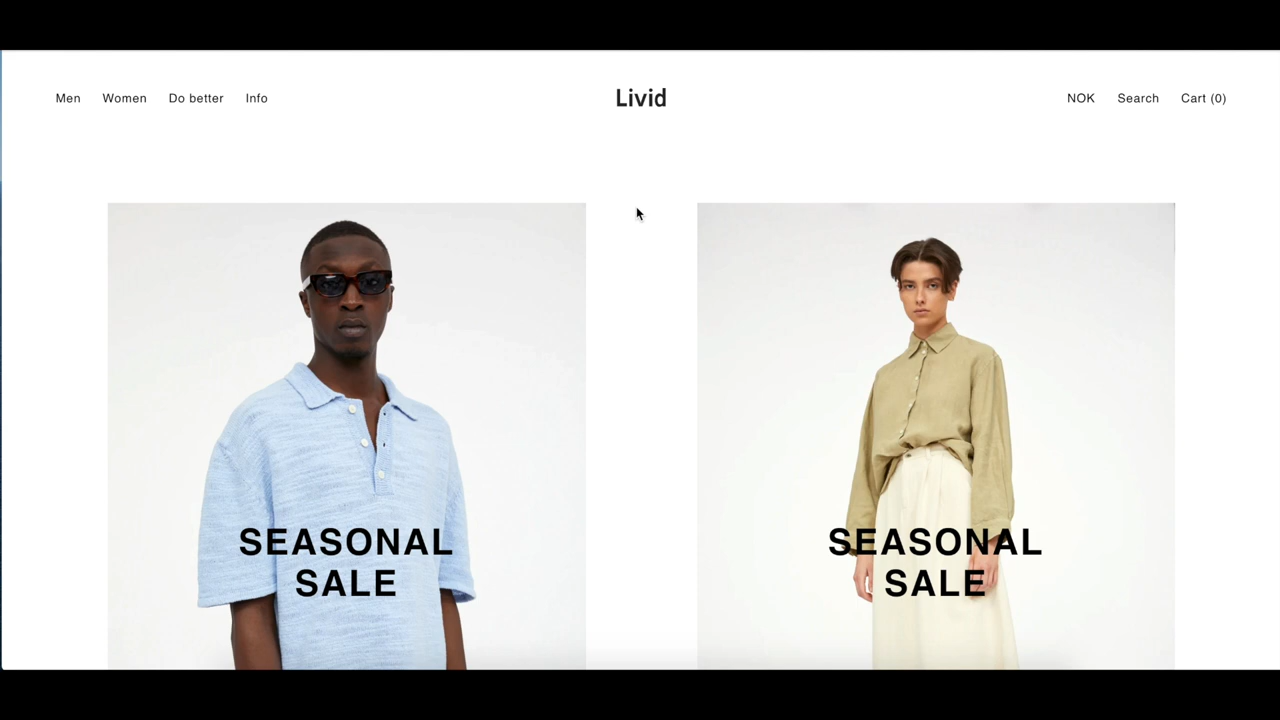 Men Women Do better Info Livid NOK Search Cart (0)
SEASONAL
SALE
SEASONAL
SALE